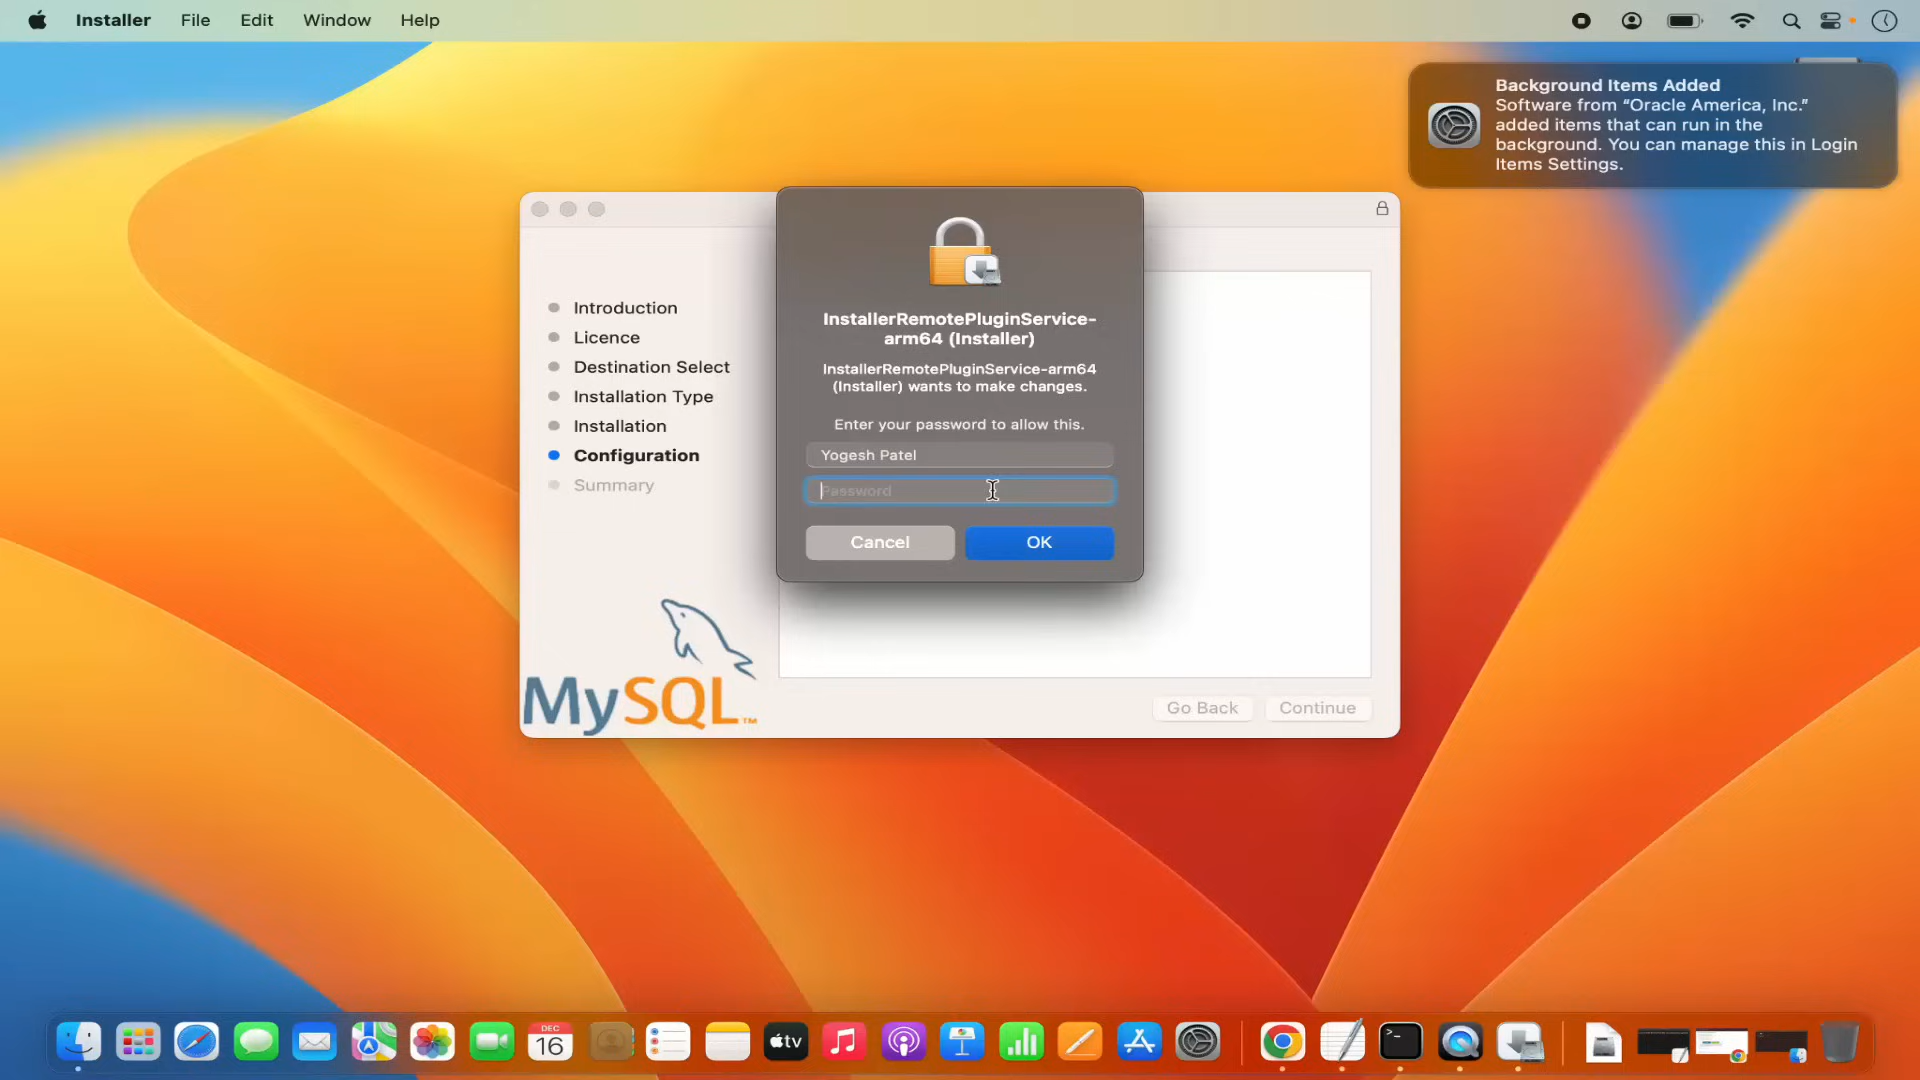 Installer File Edit Window Help
Background Items Added
Software from “Oracle America, Inc.”
added items that can run in the
background. You can manage this in Login
Items Settings.
InstallerRemotePluginService-
arm64 (Installer)
InstallerRemotePluginService-arm64
(Installer) wants to make changes.
Enter your password to allow this.
Yogesh Patel
Password
Cancel OK
Introduction
Licence
Destination Select
Installation Type
Installation
Configuration
Summary
MySQL™
Go Back Continue
DEC
16
tv